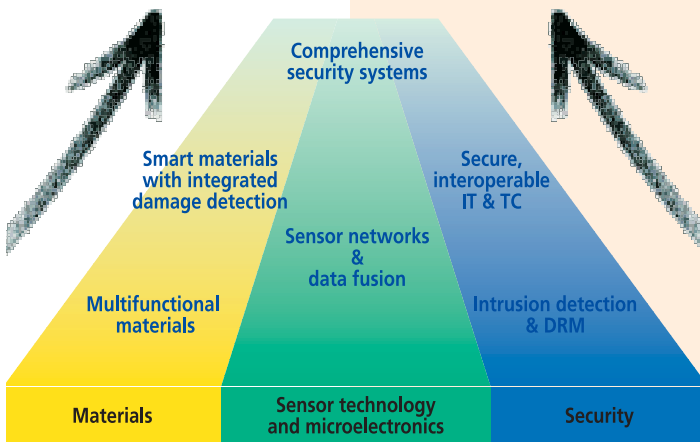 Comprehensive
security systems
Smart materials
with integrated
damage detection
Secure,
interoperable
IT & TC
Sensor networks
&
data fusion
Multifunctional
materials
Intrusion detection
& DRM
Materials
Sensor technology
and microelectronics
Security